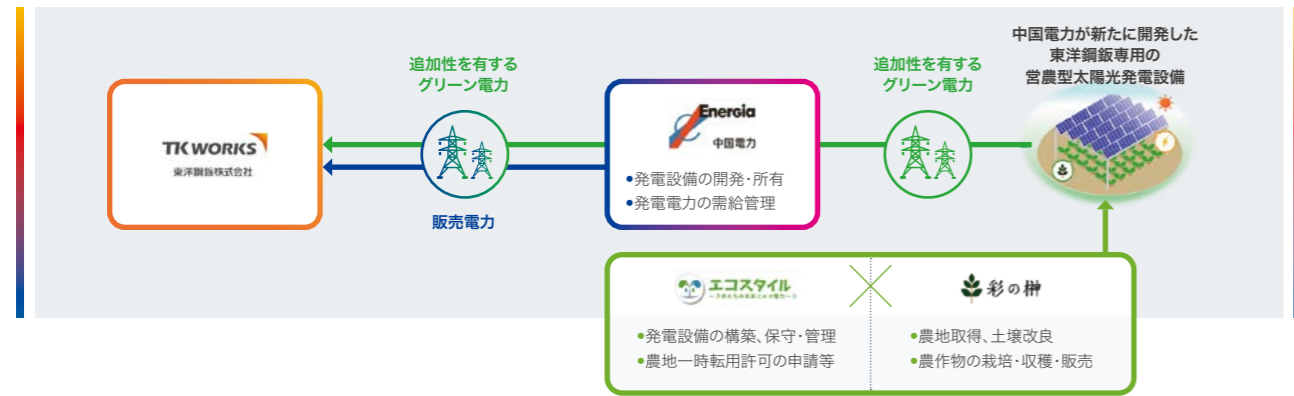 中国電力が新たに開発した
東洋鋼鈑専用の
営農型太陽光発電設備
追加性を有する
グリーン電力
追加性を有する
グリーン電力
TK WORKS
東洋鋼鈑株式会社
Energia
中国電力
•発電設備の開発・所有
•発電電力の需給管理
販売電力
エコスタイル
彩の榊
•発電設備の構築、保守・管理
•農地一時転用許可の申請等
•農地取得、土壌改良
•農作物の栽培・収穫・販売